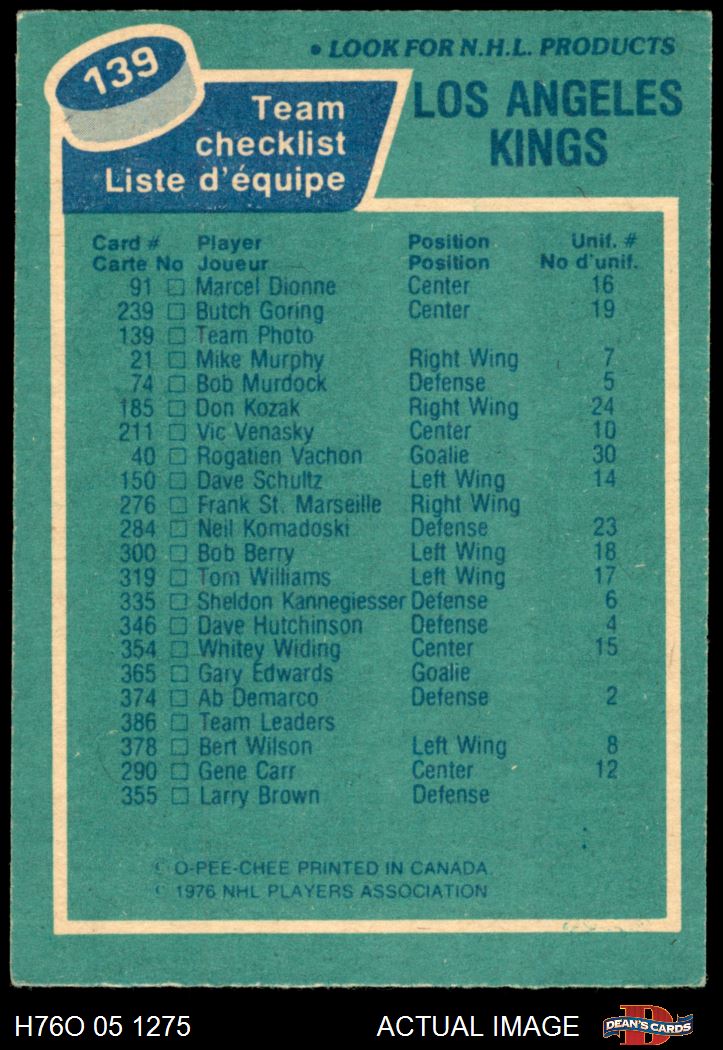 139
• LOOK FOR N.H.L. PRODUCTS
Team checklist
Liste d'équipe
LOS ANGELES
KINGS
Card # Player Position Unif. #
Carte No Joueur Position No d'unif.
91 □ Marcel Dionne Center 16
239 □ Butch Goring Center 19
139 □ Team Photo
21 □ Mike Murphy Right Wing 7
74 □ Bob Murdock Defense 5
185 □ Don Kozak Right Wing 24
211 □ Vic Venasky Center 10
40 □ Rogatien Vachon Goalie 30
150 □ Dave Schultz Left Wing 14
276 □ Frank St. Marseille Right Wing
284 □ Neil Komadoski Defense 23
300 □ Bob Berry Left Wing 18
319 □ Tom Williams Left Wing 17
335 □ Sheldon Kannegiesser Defense 6
346 □ Dave Hutchinson Defense 4
354 □ Whitey Widing Center 15
365 □ Gary Edwards Goalie
374 □ Ab Demarco Defense 2
386 □ Team Leaders
378 □ Bert Wilson Left Wing 8
290 □ Gene Carr Center 12
355 □ Larry Brown Defense
© O-PEE-CHEE PRINTED IN CANADA.
© 1976 NHL PLAYERS ASSOCIATION
H76O 05 1275 ACTUAL IMAGE D DEAN'S CARDS